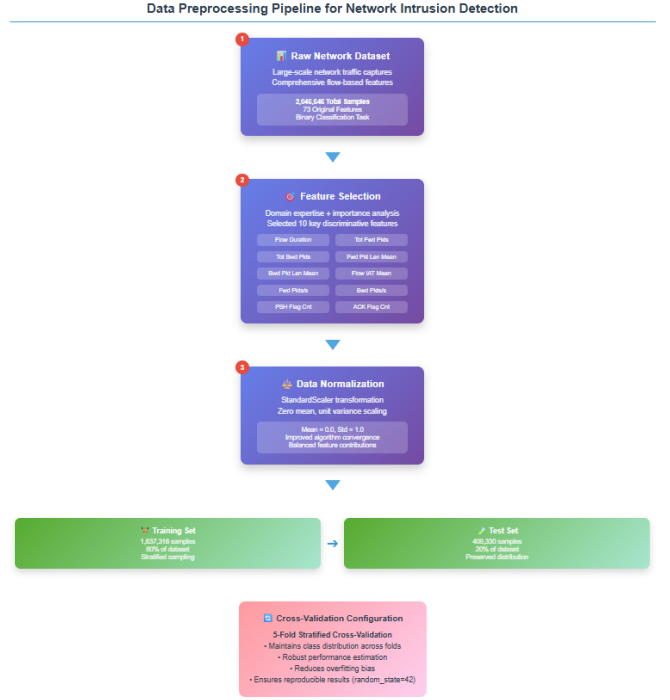 Data Preprocessing Pipeline for Network Intrusion Detection
1
Raw Network Dataset
Large-scale network traffic captures
Comprehensive flow-based features
2,046,646 Total Samples
73 Original Features
Binary Classification Task
2
Feature Selection
Domain expertise + importance analysis
Selected 10 key discriminative features
Flow Duration
Tot Fwd Pkts
Tot Bwd Pkts
Fwd Pkt Len Mean
Bwd Pkt Len Mean
Flow IAT Mean
Fwd Pkts/s
Bwd Pkts/s
PSH Flag Cnt
ACK Flag Cnt
3
Data Normalization
StandardScaler transformation
Zero mean, unit variance scaling
Mean = 0.0, Std = 1.0
Improved algorithm convergence
Balanced feature contributions
Training Set
1,637,316 samples
80% of dataset
Stratified sampling
Test Set
409,330 samples
20% of dataset
Preserved distribution
Cross-Validation Configuration
5-Fold Stratified Cross-Validation
• Maintains class distribution across folds
• Robust performance estimation
• Reduces overfitting bias
• Ensures reproducible results (random_state=42)